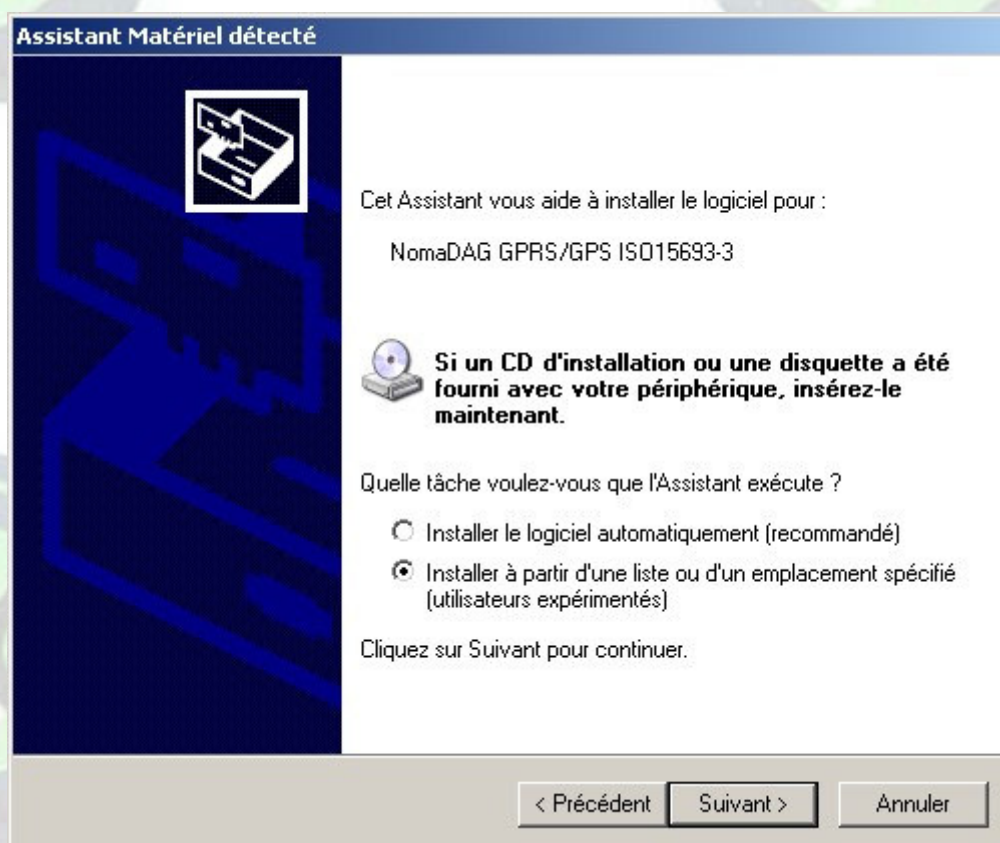 Assistant Matériel détecté
Cet Assistant vous aide à installer le logiciel pour :
NomaDAG GPRS/GPS ISO15693-3
Si un CD d'installation ou une disquette a été
fourni avec votre périphérique, insérez-le
maintenant.
Quelle tâche voulez-vous que l'Assistant exécute ?
Installer le logiciel automatiquement (recommandé)
Installer à partir d'une liste ou d'un emplacement spécifié
(utilisateurs expérimentés)
Cliquez sur Suivant pour continuer.
< Précédent
Suivant >
Annuler